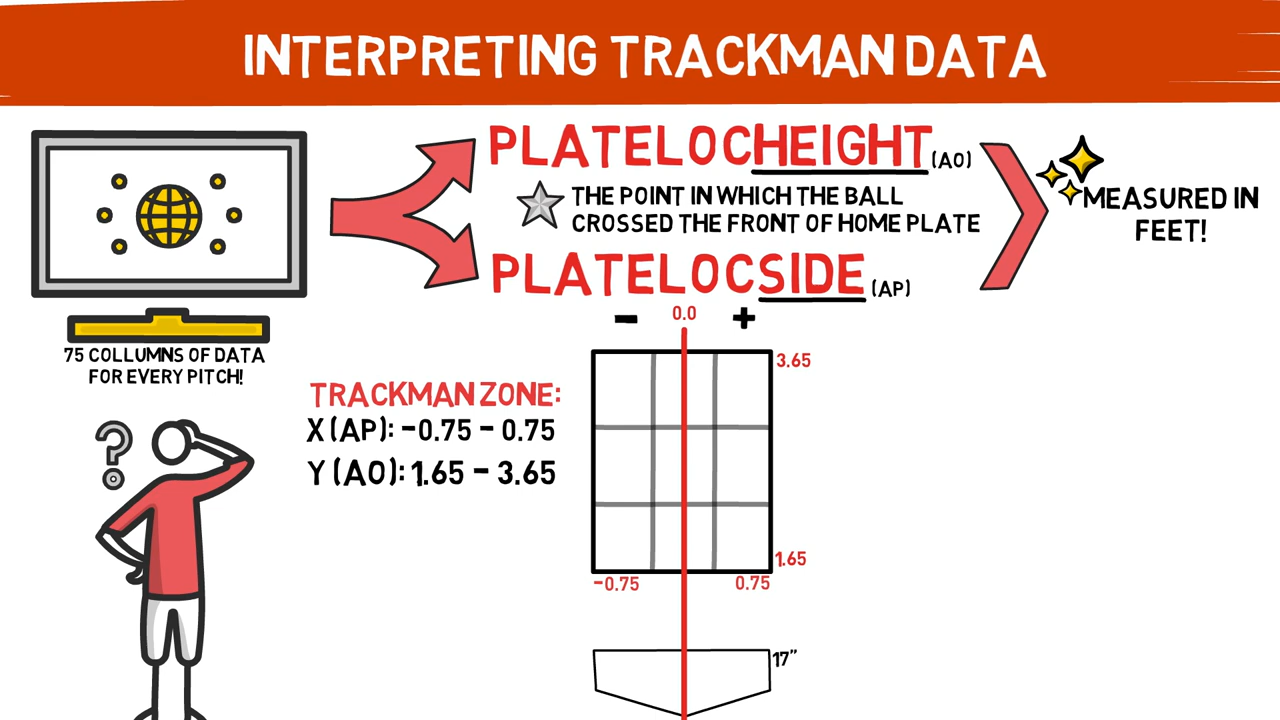 INTERPRETING TRACKMAN DATA
PLATELOCHEIGHT (AO)
THE POINT IN WHICH THE BALL
CROSSED THE FRONT OF HOME PLATE
PLATELOCSIDE (AP)
MEASURED IN
FEET!
75 COLLUMNS OF DATA
FOR EVERY PITCH!
?
TRACKMAN ZONE:
X (AP): -0.75 - 0.75
Y (AO): 1.65 - 3.65
- 0.0 +
3.65
1.65
-0.75 0.75
17"